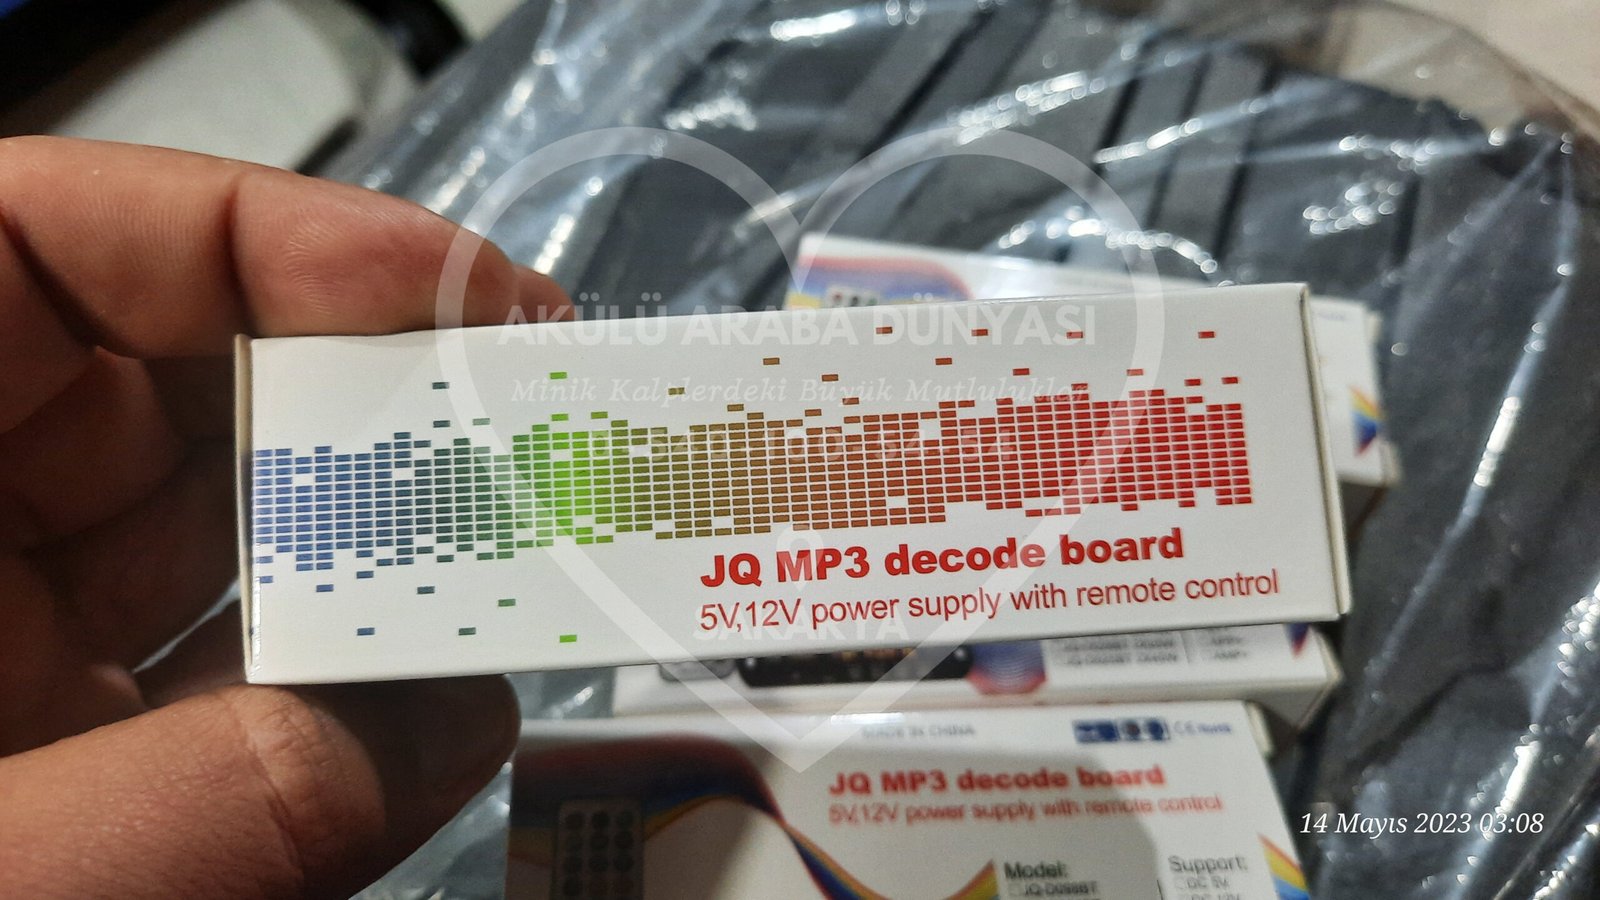 AKÜLÜ ARABA DÜNYASI
Minik Kalplerdeki Büyük Mutluluklar
JQ MP3 decode board
5V,12V power supply with remote control
SAKARYA
MADE IN CHINA
JQ MP3 decode board
5V,12V power supply with remote control
Model:
Support:
DC 5V
14 Mayıs 2023 03:08